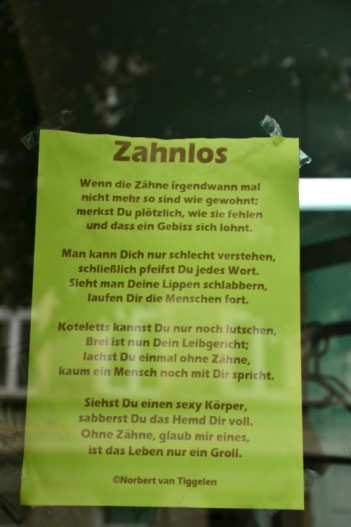 Zahnlos
Wenn die Zähne irgendwann mal
nicht mehr so sind wie gewohnt;
merkst Du plötzlich, wie sie fehlen
und dass ein Gebiss sich lohnt.
Man kann Dich nur schlecht verstehen,
schließlich pfeifst Du jedes Wort.
Sieht man Deine Lippen schlabbern,
laufen Dir die Menschen fort.
Koteletts kannst Du nur noch lutschen,
Brei ist nun Dein Leibgericht;
lachst Du einmal ohne Zähne,
kaum ein Mensch noch mit Dir spricht.
Siehst Du einen sexy Körper,
sabberst Du das Hemd Dir voll.
Ohne Zähne, glaub mir eines,
ist das Leben nur ein Groll.
©Norbert van Tiggelen